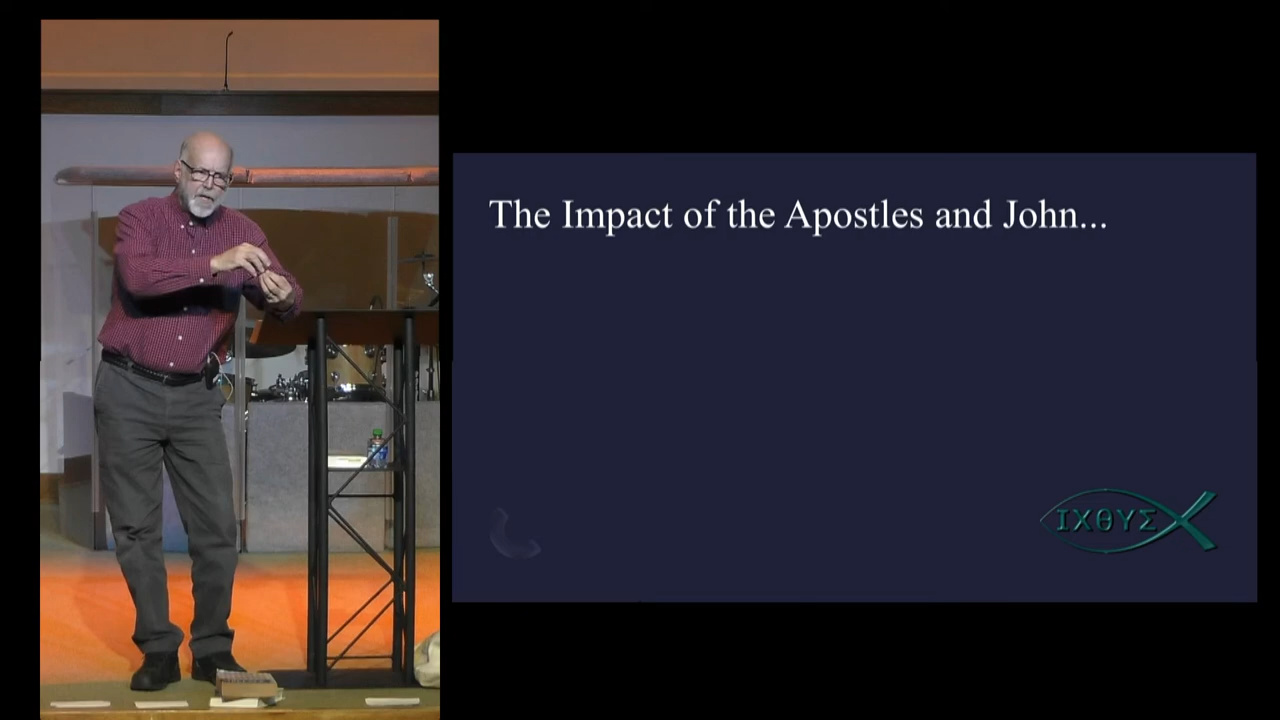 The Impact of the Apostles and John...
ΙΧΘΥΣ